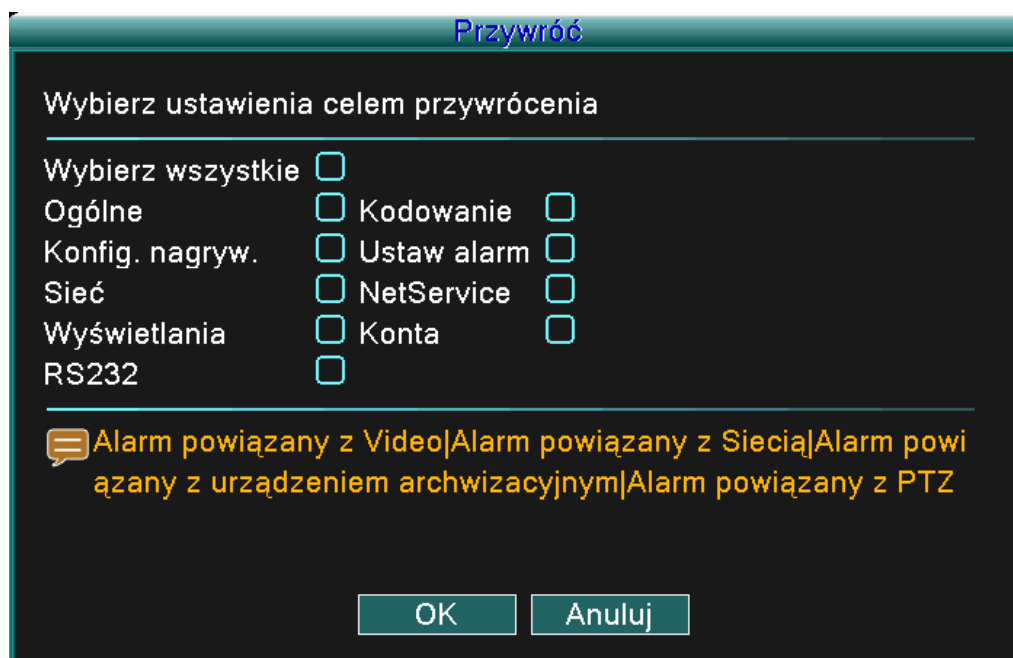 Przywróć
Wybierz ustawienia celem przywrócenia
Wybierz wszystkie
Ogólne Kodowanie
Konfig. nagryw. Ustaw alarm
Sieć NetService
Wyświetlania Konta
RS232
Alarm powiązany z Video|Alarm powiązany z Siecią|Alarm powi
ązany z urządzeniem archwizacyjnym|Alarm powiązany z PTZ
OK Anuluj